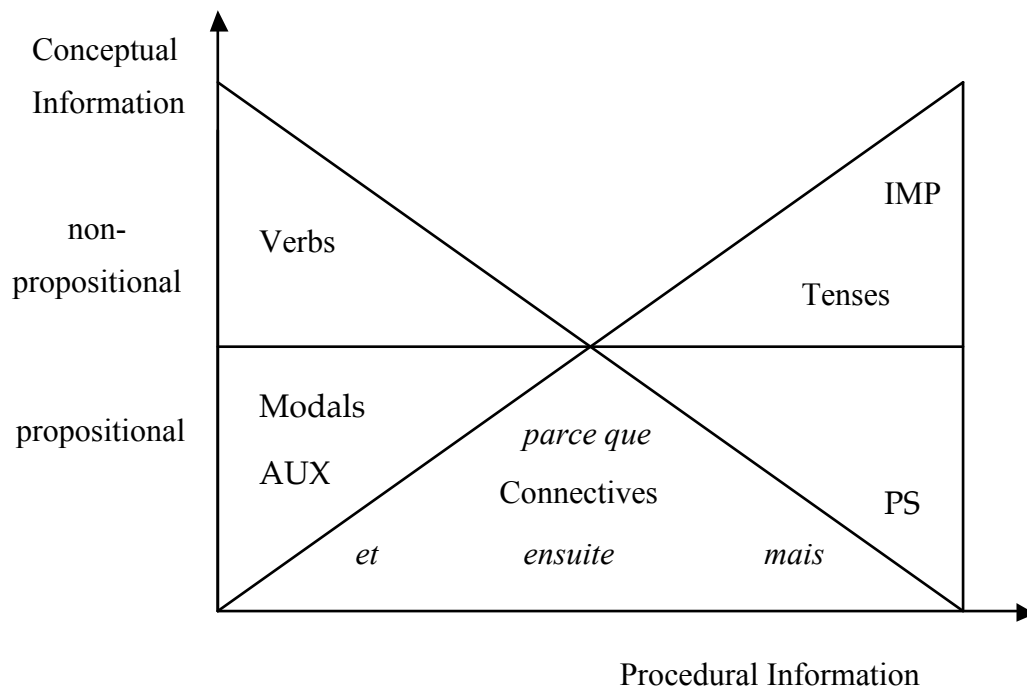 Conceptual
Information
non-
propositional
propositional
Verbs
IMP
Tenses
Modals
AUX
parce que
Connectives
et
ensuite
mais
PS
Procedural Information